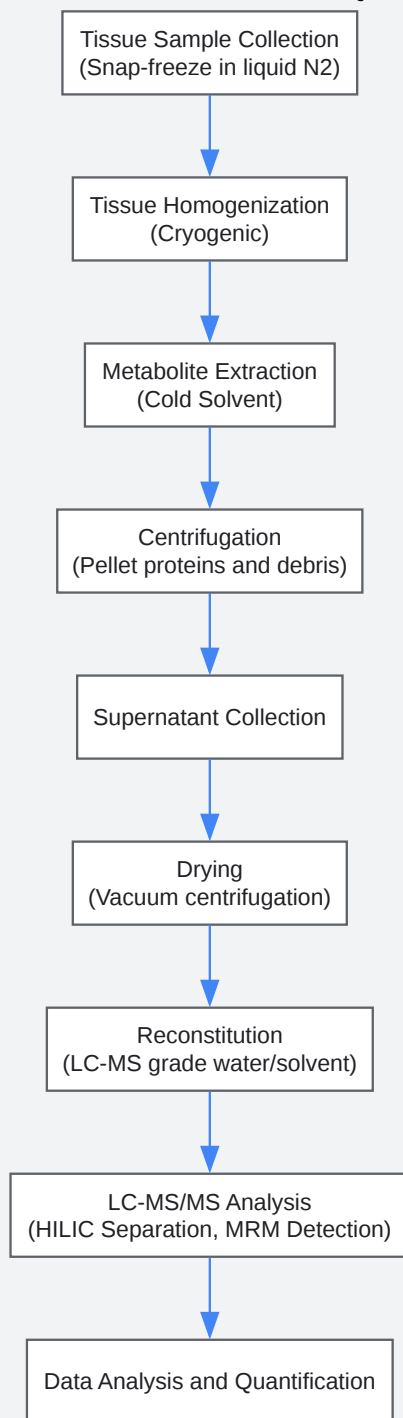 Tissue Sample Collection
(Snap-freeze in liquid N2)
Tissue Homogenization
(Cryogenic)
Metabolite Extraction
(Cold Solvent)
Centrifugation
(Pellet proteins and debris)
Supernatant Collection
Drying
(Vacuum centrifugation)
Reconstitution
(LC-MS grade water/solvent)
LC-MS/MS Analysis
(HILIC Separation, MRM Detection)
Data Analysis and Quantification